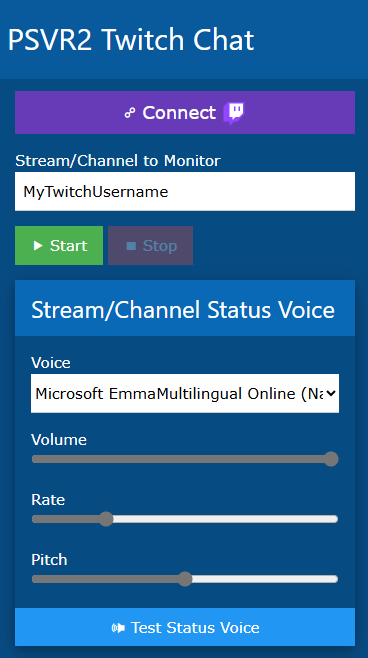 PSVR2 Twitch Chat
Connect
Stream/Channel to Monitor
MyTwitchUsername
Start
Stop
Stream/Channel Status Voice
Voice
Microsoft EmmaMultilingual Online (Na
Volume
Rate
Pitch
Test Status Voice